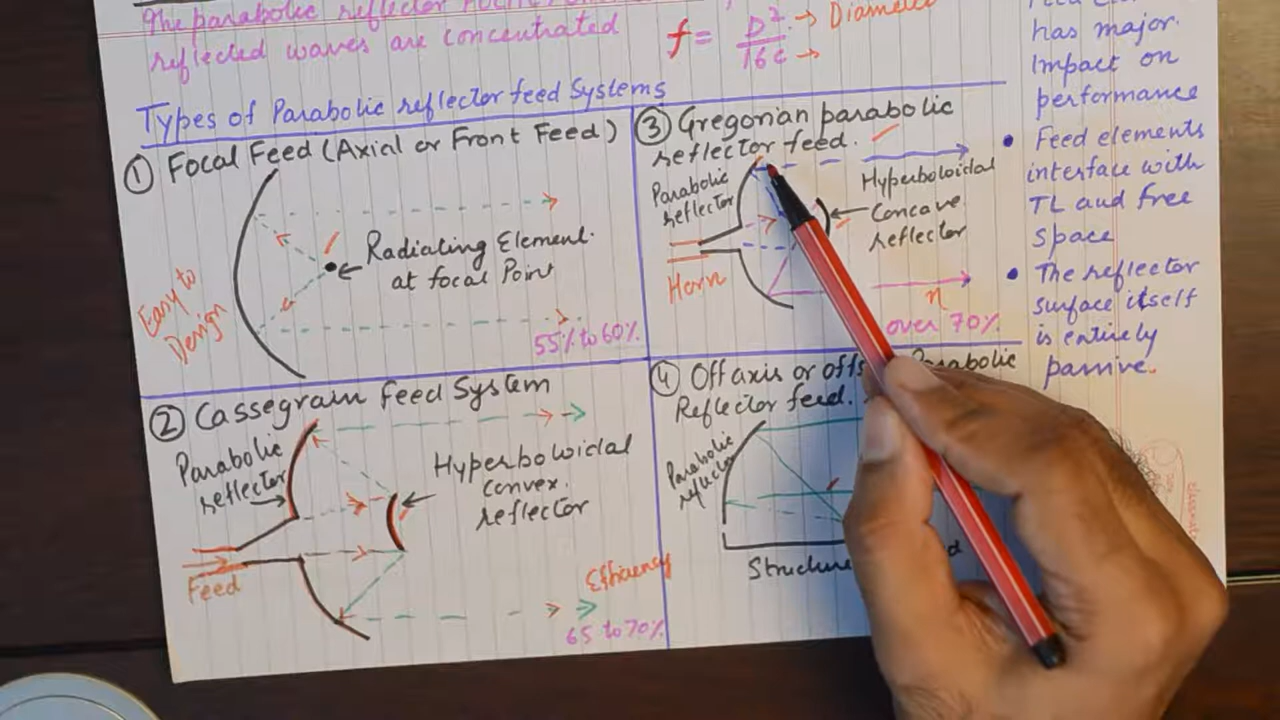 The parabolic reflector
reflected waves are concentrated
f = D² → Diameter
16c →
Types of Parabolic reflector feed Systems
① Focal Feed (Axial or Front Feed)
Radiating Element
at focal Point
Easy to
Design
55% to 60%
② Cassegrain Feed System
Parabolic
reflector
Hyperboloidal
convex
reflector
Feed
Efficiency
65 to 70%
③ Gregorian parabolic
reflector feed.
Parabolic
reflector
Hyperboloidal
Concave
reflector
Horn
η
over 70%
④ Off axis or offs
Reflector feed.
Parabolic
reflector
Structure
has major
impact on
performance
• Feed elements
interface with
TL and free
space
• The reflector
surface itself
is entirely
passive.